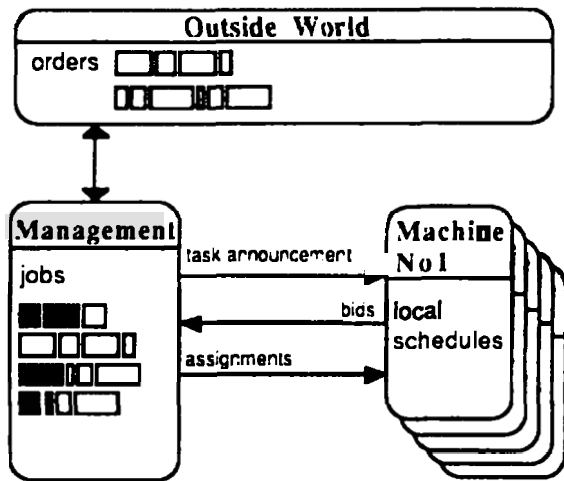 Outside World
orders
Management
jobs
task announcement
bids
assignments
Machine
No1
local
schedules